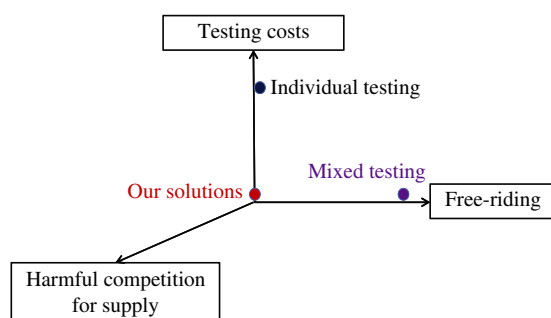 Testing costs
Individual testing
Mixed testing
Our solutions
Free-riding
Harmful competition
for supply